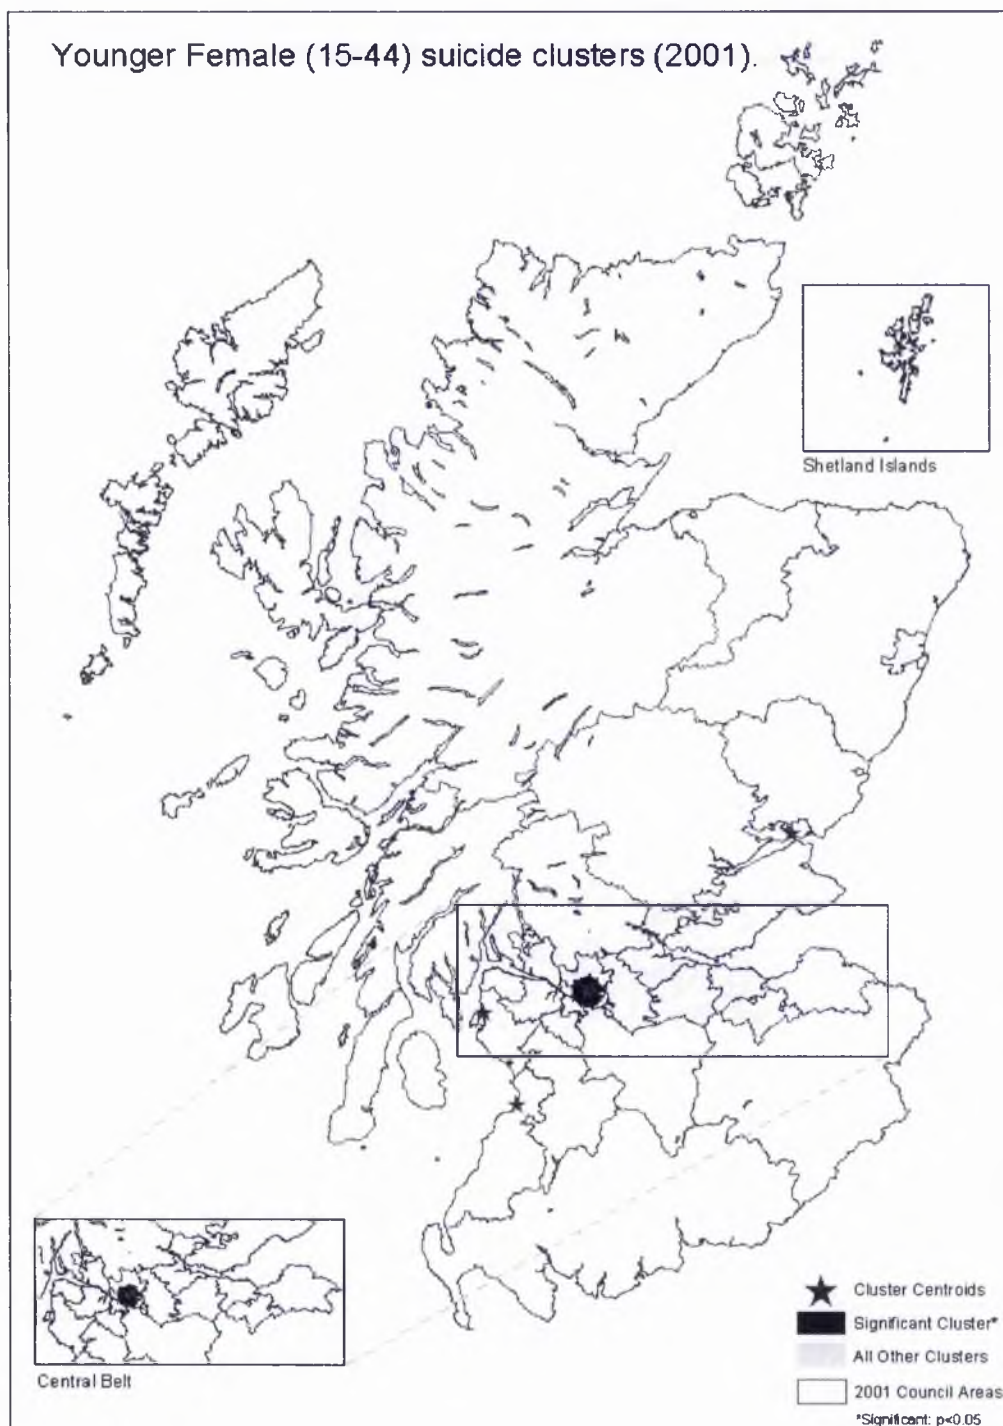 Younger Female (15-44) suicide clusters (2001).
Shetland Islands
Central Belt
Cluster Centroids
Significant Cluster*
All Other Clusters
2001 Council Areas
*Significant: p<0.05